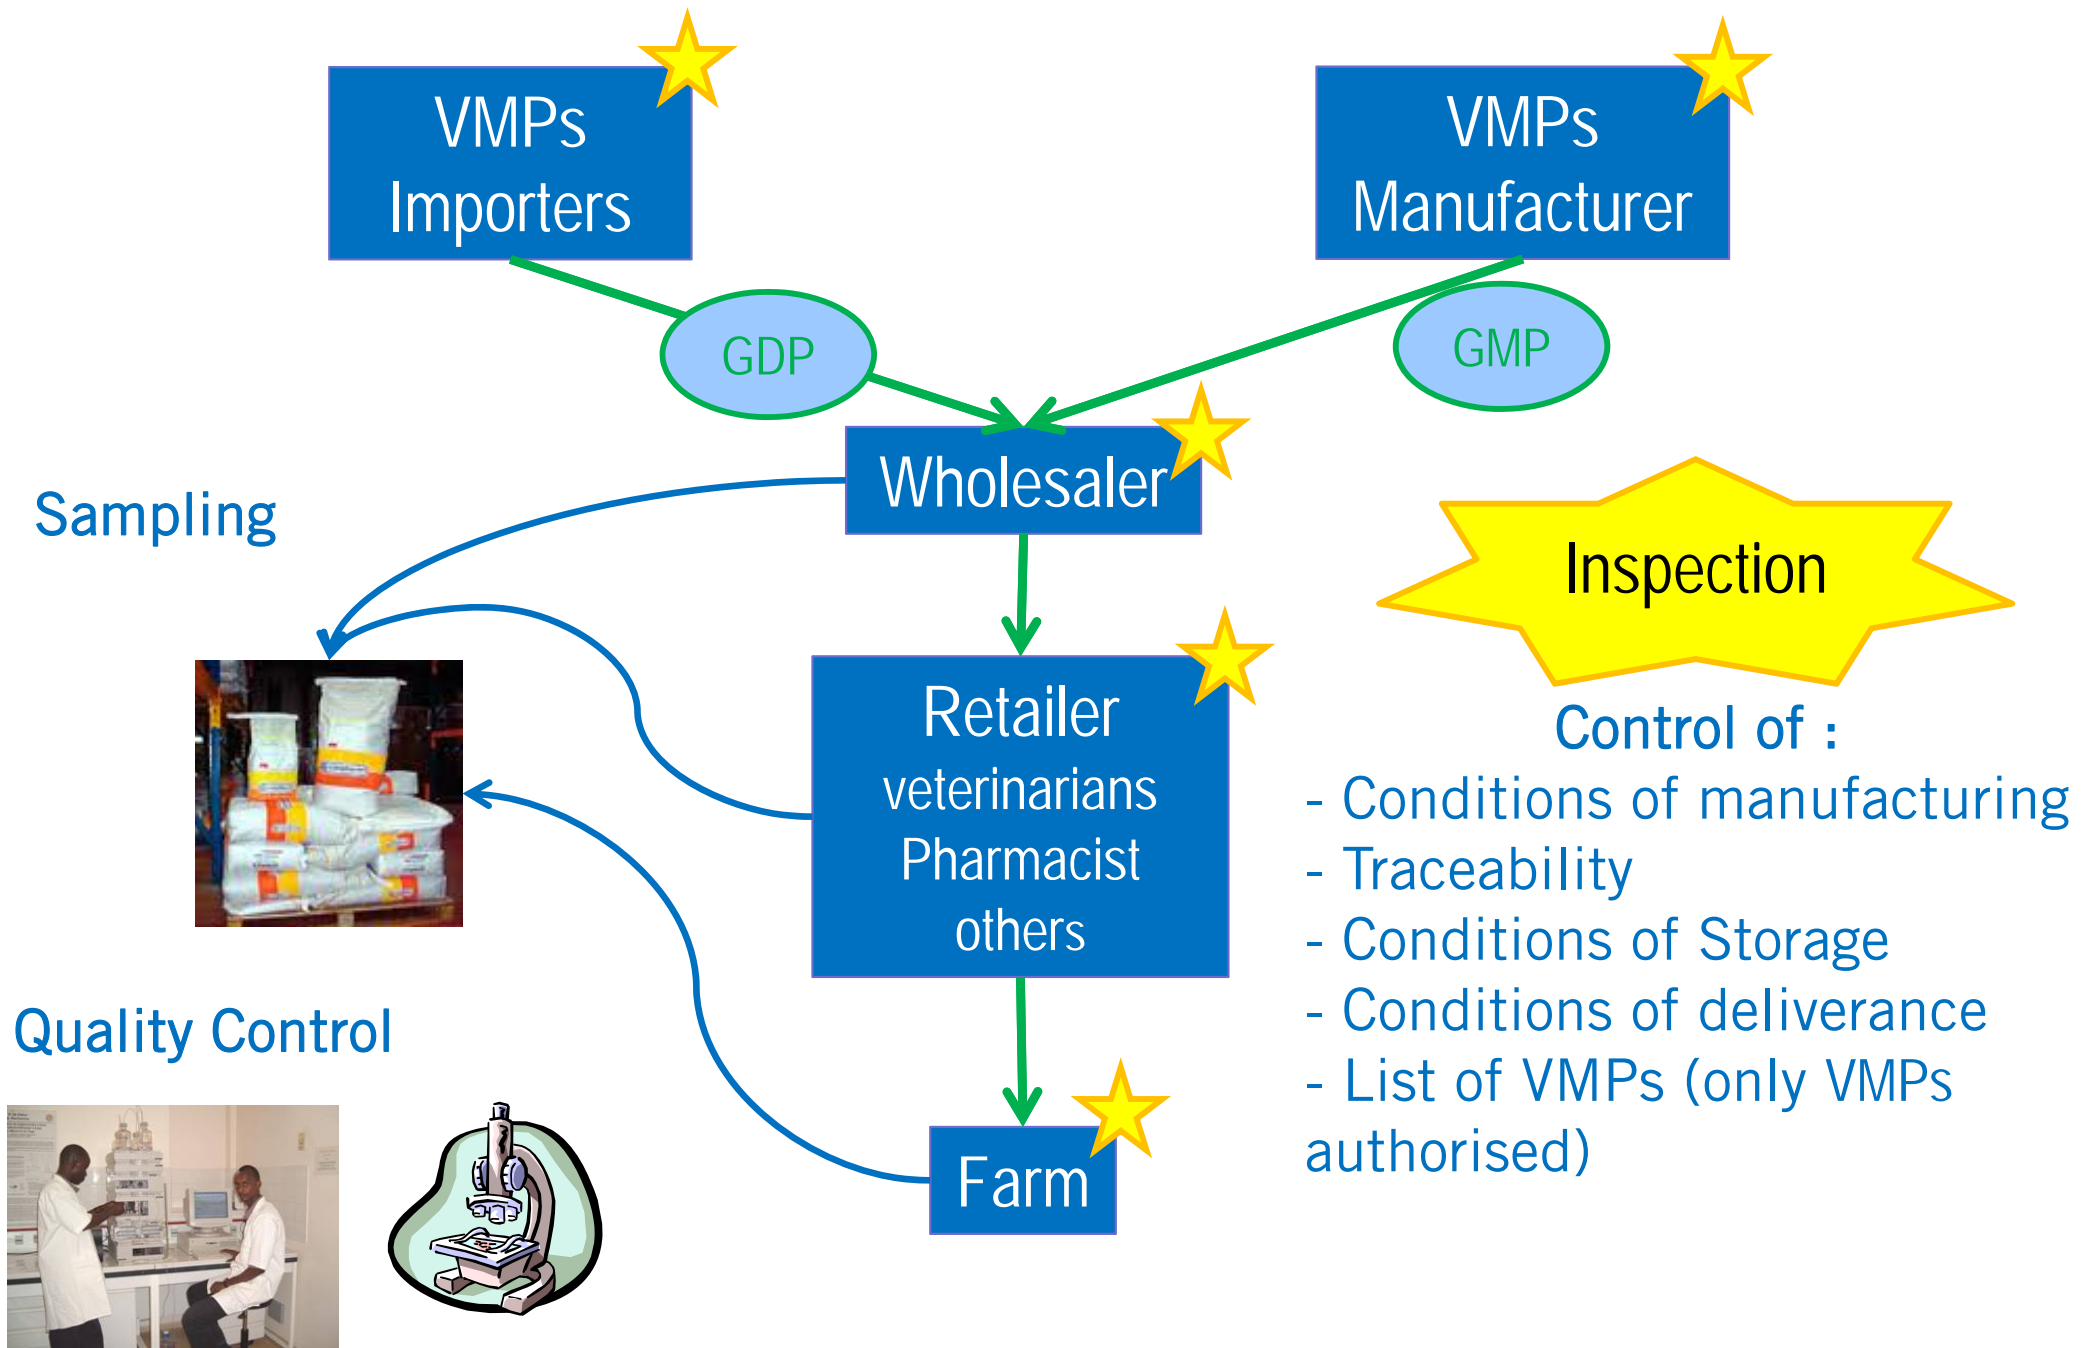 VMPs
Importers
VMPs
Manufacturer
GDP
GMP
Wholesaler
Sampling
Inspection
Retailer
veterinarians
Pharmacist
others
Control of :
- Conditions of manufacturing
- Traceability
- Conditions of Storage
- Conditions of deliverance
- List of VMPs (only VMPs
authorised)
Quality Control
Farm